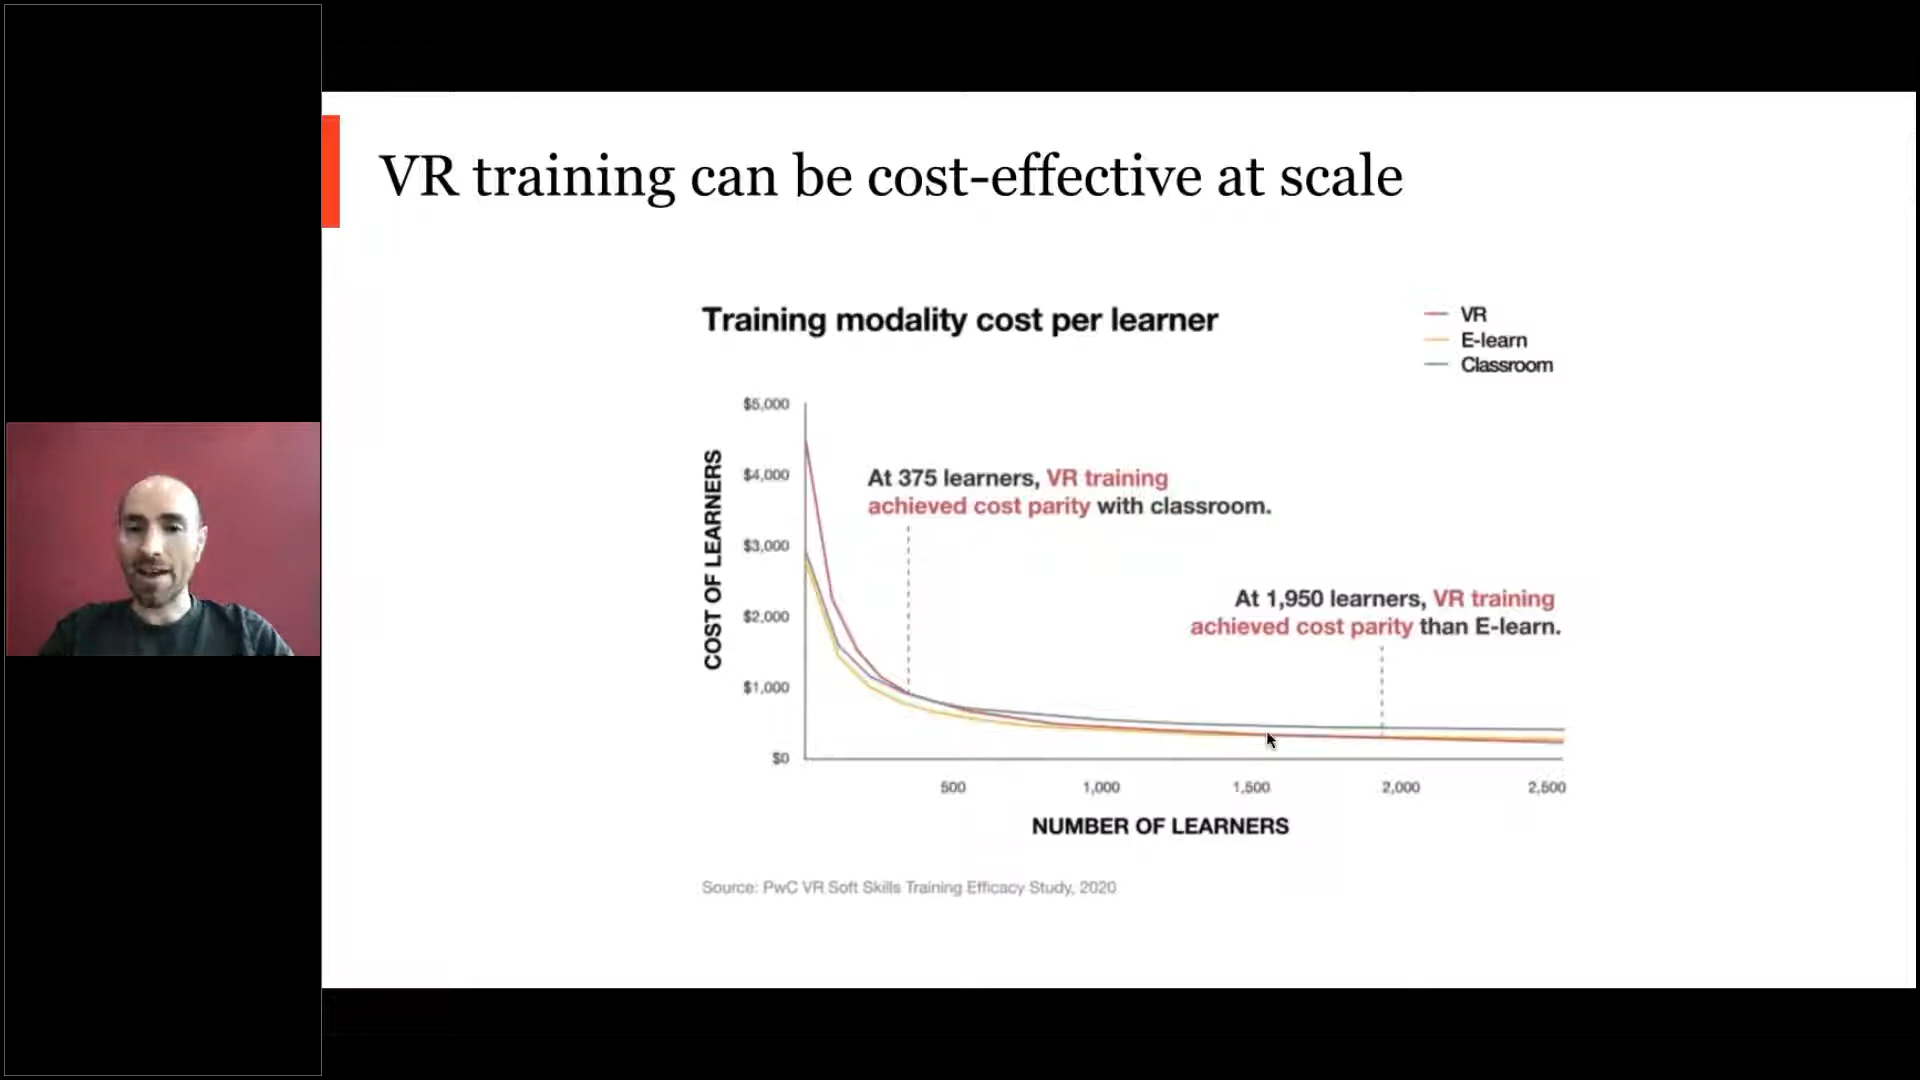 VR training can be cost-effective at scale
Training modality cost per learner
VR
E-learn
Classroom
COST OF LEARNERS
$5,000
$4,000
$3,000
$2,000
$1,000
$0
At 375 learners, VR training
achieved cost parity with classroom.
At 1,950 learners, VR training
achieved cost parity than E-learn.
500
1,000
1,500
2,000
2,500
NUMBER OF LEARNERS
Source: PwC VR Soft Skills Training Efficacy Study, 2020